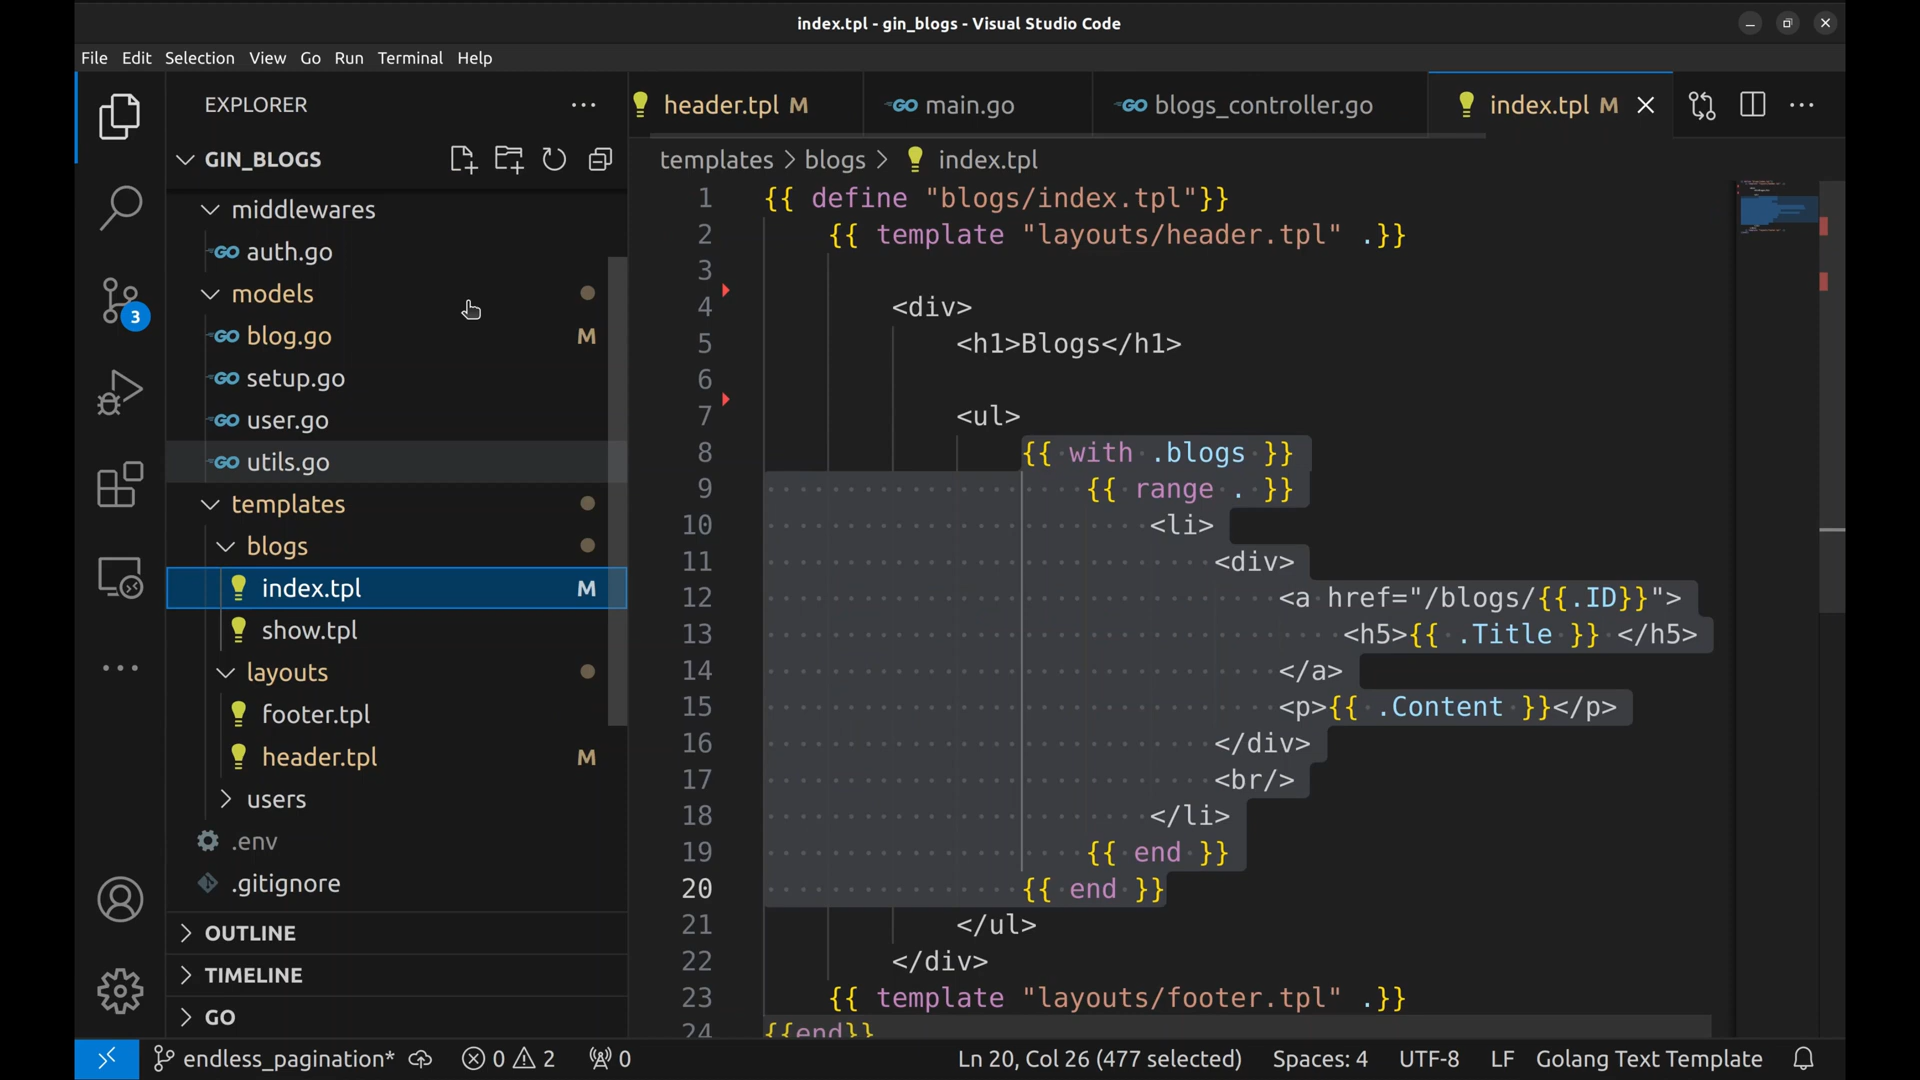 index.tpl - gin_blogs - Visual Studio Code
File Edit Selection View Go Run Terminal Help
EXPLORER
GIN_BLOGS
middlewares
auth.go
models
blog.go M
setup.go
user.go
utils.go
templates
blogs
index.tpl M
show.tpl
layouts
footer.tpl
header.tpl M
users
.env
.gitignore
OUTLINE
TIMELINE
GO
3
header.tpl M
GO main.go
GO blogs_controller.go
index.tpl M
templates > blogs > index.tpl
1 {{ define "blogs/index.tpl"}}
2 {{ template "layouts/header.tpl" .}}
3
4 <div>
5 <h1>Blogs</h1>
6
7 <ul>
8 {{ with .blogs }}
9 {{ range . }}
10 <li>
11 <div>
12 <a href="/blogs/{{.ID}}">
13 <h5>{{ .Title }} </h5>
14 </a>
15 <p>{{ .Content }}</p>
16 </div>
17 <br/>
18 </li>
19 {{ end }}
20 {{ end }}
21 </ul>
22 </div>
23 {{ template "layouts/footer.tpl" .}}
24 {{end}}
endless_pagination* 0 2 0 Ln 20, Col 26 (477 selected) Spaces: 4 UTF-8 LF Golang Text Template